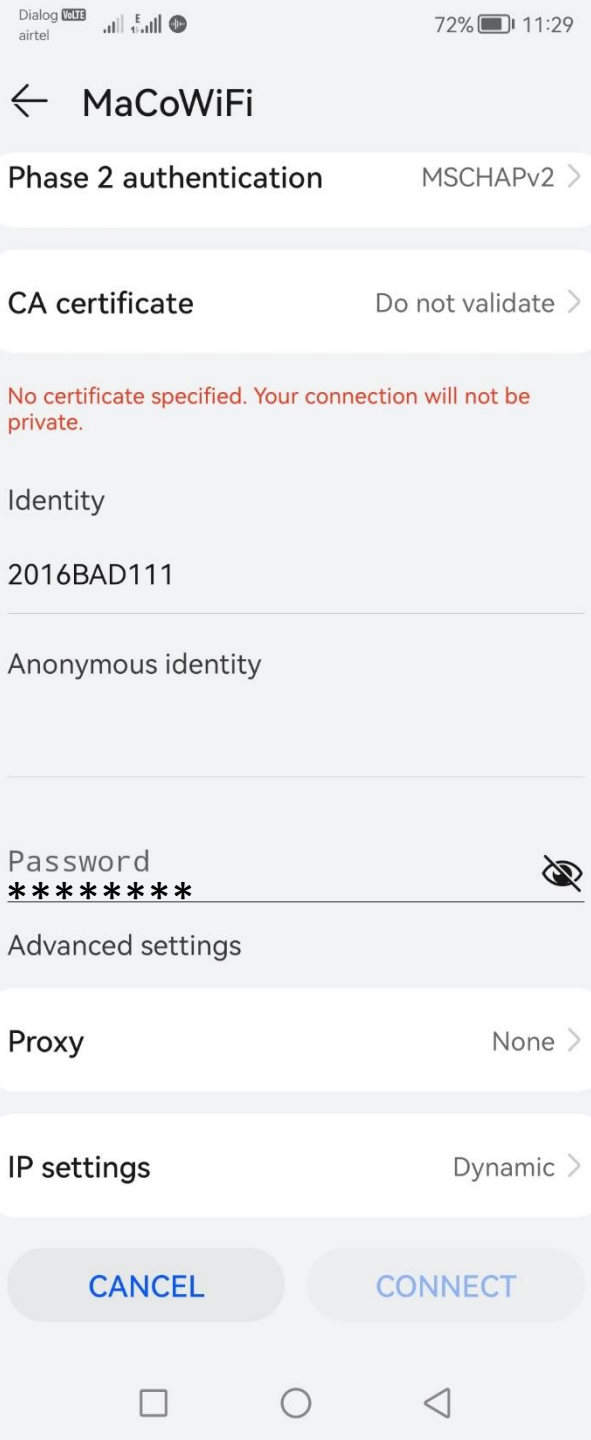 Dialog VoLTE
airtel
E
72% 11:29
MaCoWiFi
Phase 2 authentication MSCHAPv2
CA certificate Do not validate
No certificate specified. Your connection will not be
private.
Identity
2016BAD111
Anonymous identity
Password
********
Advanced settings
Proxy None
IP settings Dynamic
CANCEL CONNECT